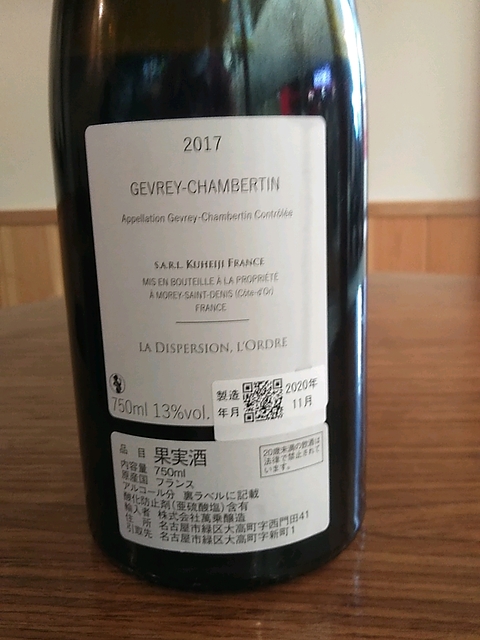 2017
GEVREY-CHAMBERTIN
Appellation Gevrey-Chambertin Contrôlée
S.A.R.L. KUHEIJI FRANCE
MIS EN BOUTEILLE À LA PROPRIÉTÉ
À MOREY-SAINT-DENIS (Côte-d'Or)
FRANCE
LA DISPERSION, L'ORDRE
750ml 13%vol.
製造 2020年
年月 11月
品目 果実酒
内容量 750ml
原産国 フランス
アルコール分 裏ラベルに記載
酸化防止剤(亜硫酸塩)含有
輸入者 株式会社萬乗醸造
住所 名古屋市緑区大高町字西門田41
引取先 名古屋市緑区大高町字新町1
20歳未満の飲酒は
法律で禁止されて
います。